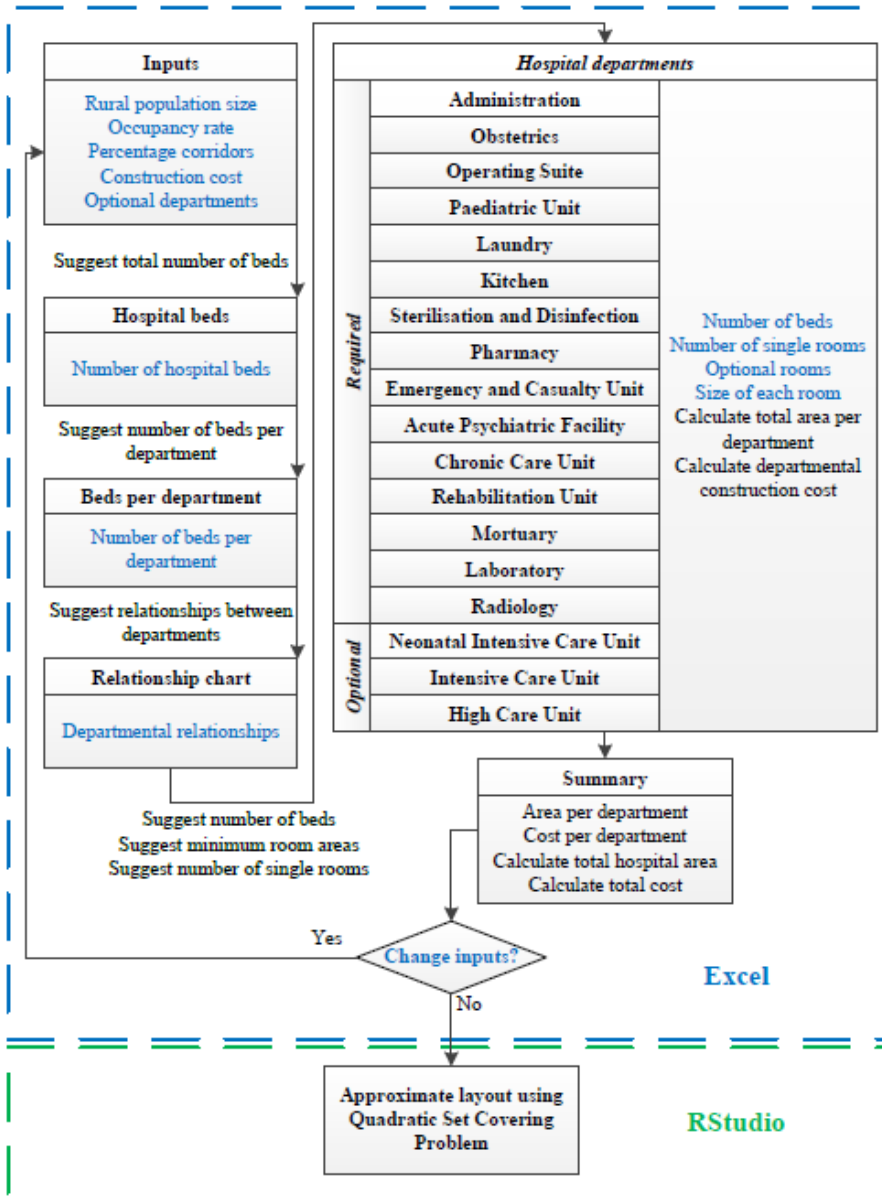 Inputs
Rural population size
Occupancy rate
Percentage corridors
Construction cost
Optional departments
Suggest total number of beds
Hospital beds
Number of hospital beds
Suggest number of beds per
department
Beds per department
Number of beds per
department
Suggest relationships between
departments
Relationship chart
Departmental relationships
Suggest number of beds
Suggest minimum room areas
Suggest number of single rooms
Hospital departments
Required
Administration
Obstetrics
Operating Suite
Paediatric Unit
Laundry
Kitchen
Sterilisation and Disinfection
Pharmacy
Emergency and Casualty Unit
Acute Psychiatric Facility
Chronic Care Unit
Rehabilitation Unit
Mortuary
Laboratory
Radiology
Optional
Neonatal Intensive Care Unit
Intensive Care Unit
High Care Unit
Number of beds
Number of single rooms
Optional rooms
Size of each room
Calculate total area per
department
Calculate departmental
construction cost
Summary
Area per department
Cost per department
Calculate total hospital area
Calculate total cost
Change inputs?
Yes
No
Excel
Approximate layout using
Quadratic Set Covering
Problem
RStudio